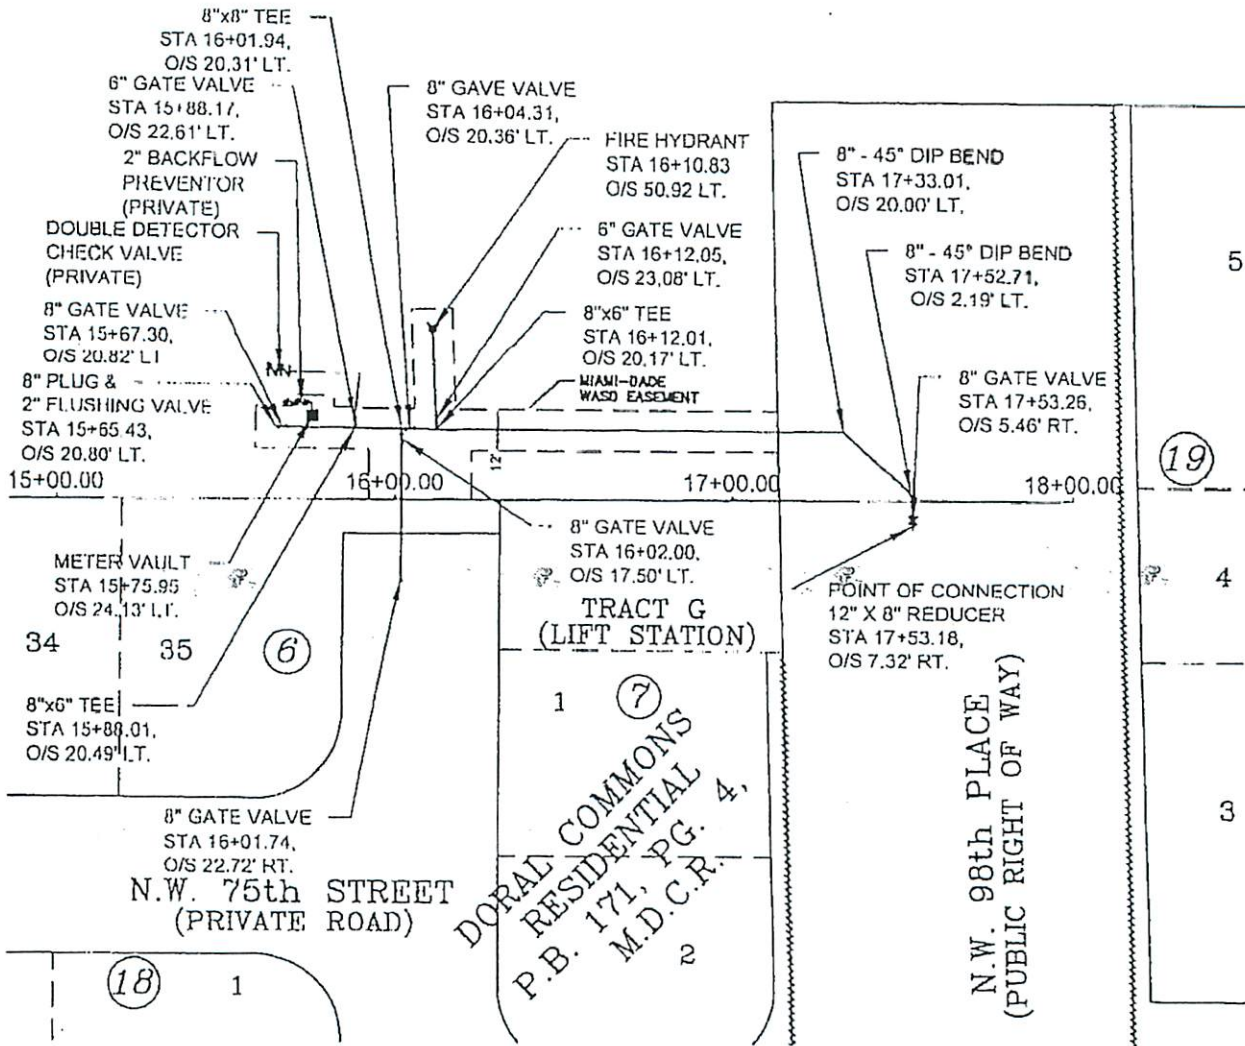 8"x8" TEE
STA 16+01.94,
O/S 20.31' LT.
6" GATE VALVE
STA 15+88.17,
O/S 22.61' LT.
2" BACKFLOW
PREVENTOR
(PRIVATE)
DOUBLE DETECTOR
CHECK VALVE
(PRIVATE)
8" GATE VALVE
STA 15+67.30,
O/S 20.82' LT
8" PLUG &
2" FLUSHING VALVE
STA 15+65.43,
O/S 20.80' LT.
8" GAVE VALVE
STA 16+04.31,
O/S 20.36' LT.
FIRE HYDRANT
STA 16+10.83
O/S 50.92 LT.
6" GATE VALVE
STA 16+12.05,
O/S 23,08' LT.
8"x6" TEE
STA 16+12.01,
O/S 20,17' LT.
MIAMI-DADE
WASD EASEMENT
12'
8" - 45° DIP BEND
STA 17+33.01,
O/S 20.00' LT,
8" - 45° DIP BEND
STA 17+52.71,
O/S 2.19' LT.
8" GATE VALVE
STA 17+53.26,
O/S 5.46' RT.
15+00.00
16+00.00
17+00.00
18+00.00
5
19
4
3
METER VAULT
STA 15+75.95
O/S 24.13' LT.
8" GATE VALVE
STA 16+02.00,
O/S 17.50' LT.
TRACT G
(LIFT STATION)
POINT OF CONNECTION
12" X 8" REDUCER
STA 17+53.18,
O/S 7.32' RT.
34
35
6
8"x6" TEE
STA 15+88.01,
O/S 20.49' LT.
1
7
8" GATE VALVE
STA 16+01.74,
O/S 22.72' RT.
N.W. 75th STREET
(PRIVATE ROAD)
DORAL COMMONS
RESIDENTIAL
P.B. 171, PG. 4,
M.D.C.R.
2
N.W. 98th PLACE
(PUBLIC RIGHT OF WAY)
18
1